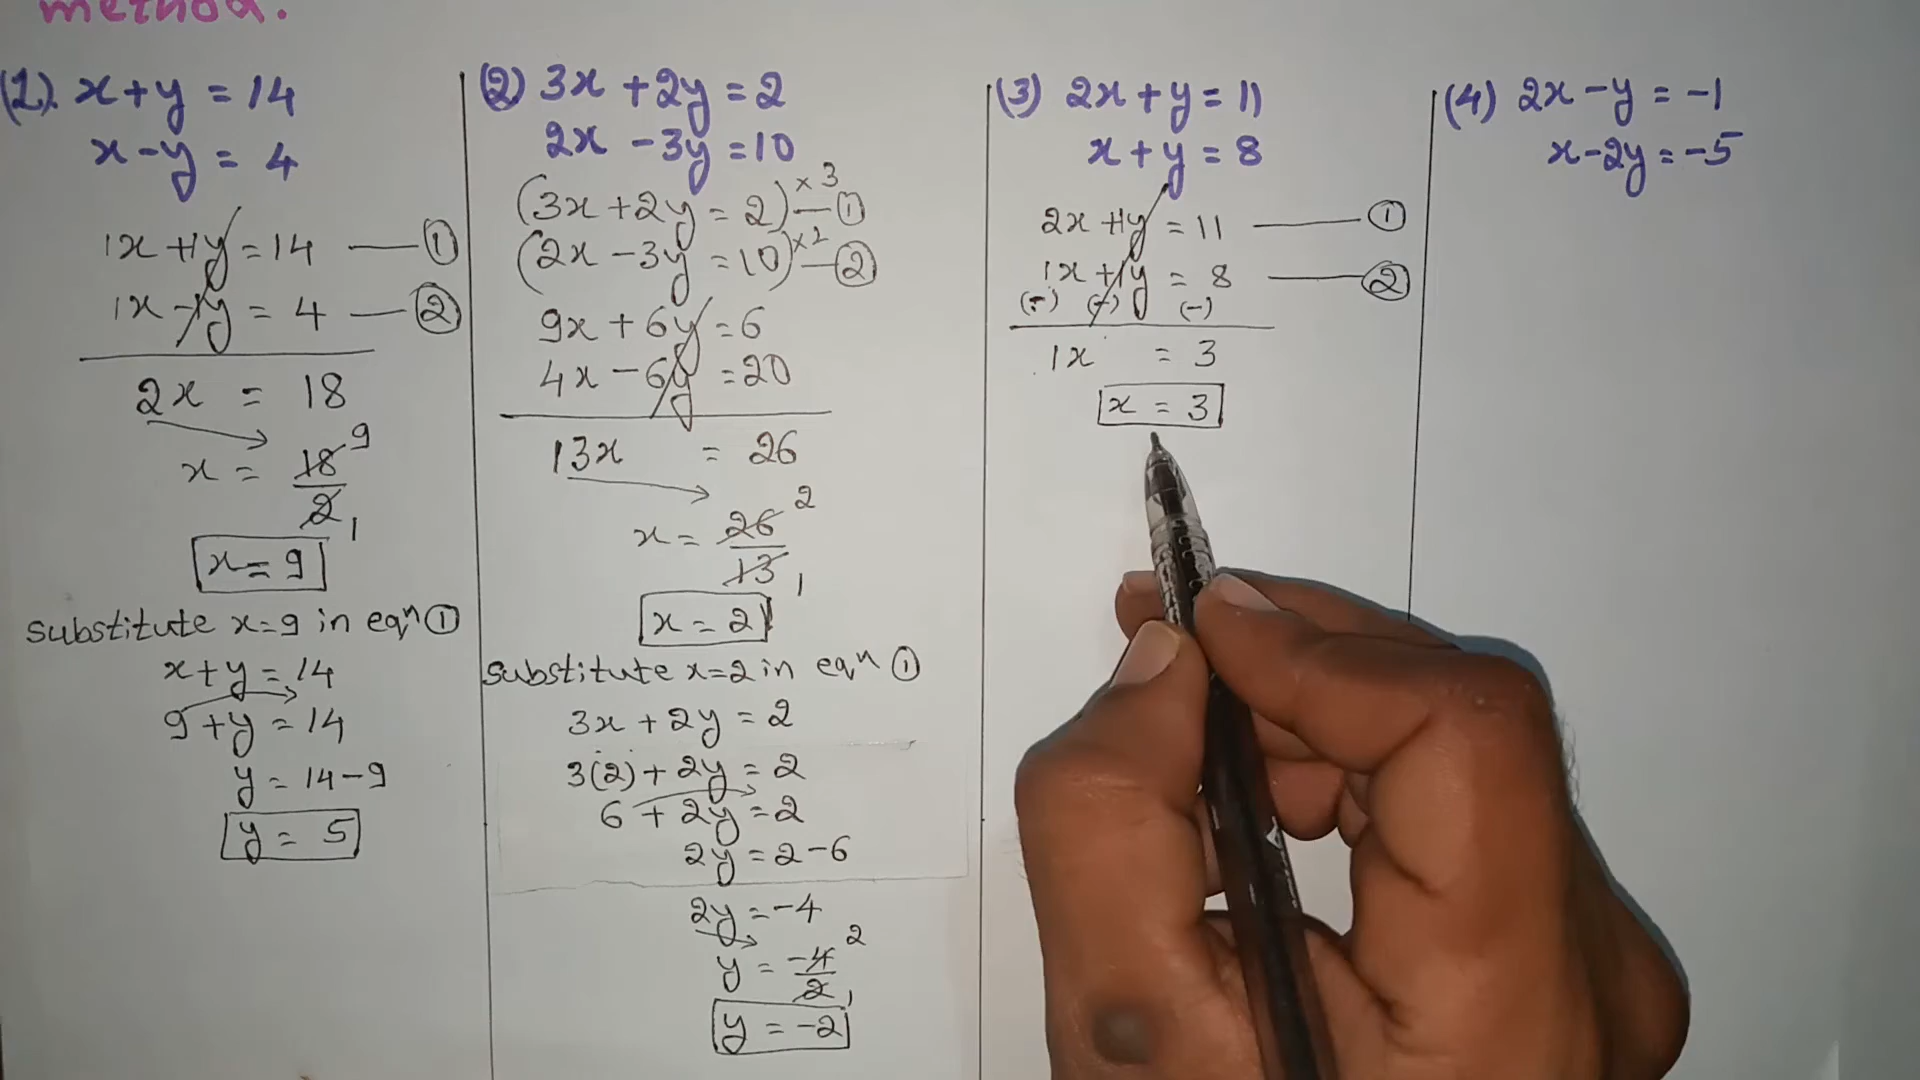 method.
(1). x+y = 14
x-y = 4
1x+1y = 14 — ①
1x-1y = 4 — ②
2x = 18
x = 18/2 9 1
x = 9
substitute x=9 in eqⁿ ①
x+y = 14
9+y = 14
y = 14-9
y = 5
(2) 3x+2y = 2
2x-3y = 10
(3x+2y = 2)×3 — ①
(2x-3y = 10)×2 — ②
9x+6y = 6
4x-6y = 20
13x = 26
x = 26/13 2 1
x = 2
substitute x=2 in eqⁿ ①
3x+2y = 2
3(2)+2y = 2
6+2y = 2
2y = 2-6
2y = -4
y = -4/2 2 1
y = -2
(3) 2x+y = 11
x+y = 8
2x+1y = 11 — ①
1x+1y = 8 — ②
(-) (-) (-)
1x = 3
x = 3
(4) 2x-y = -1
x-2y = -5